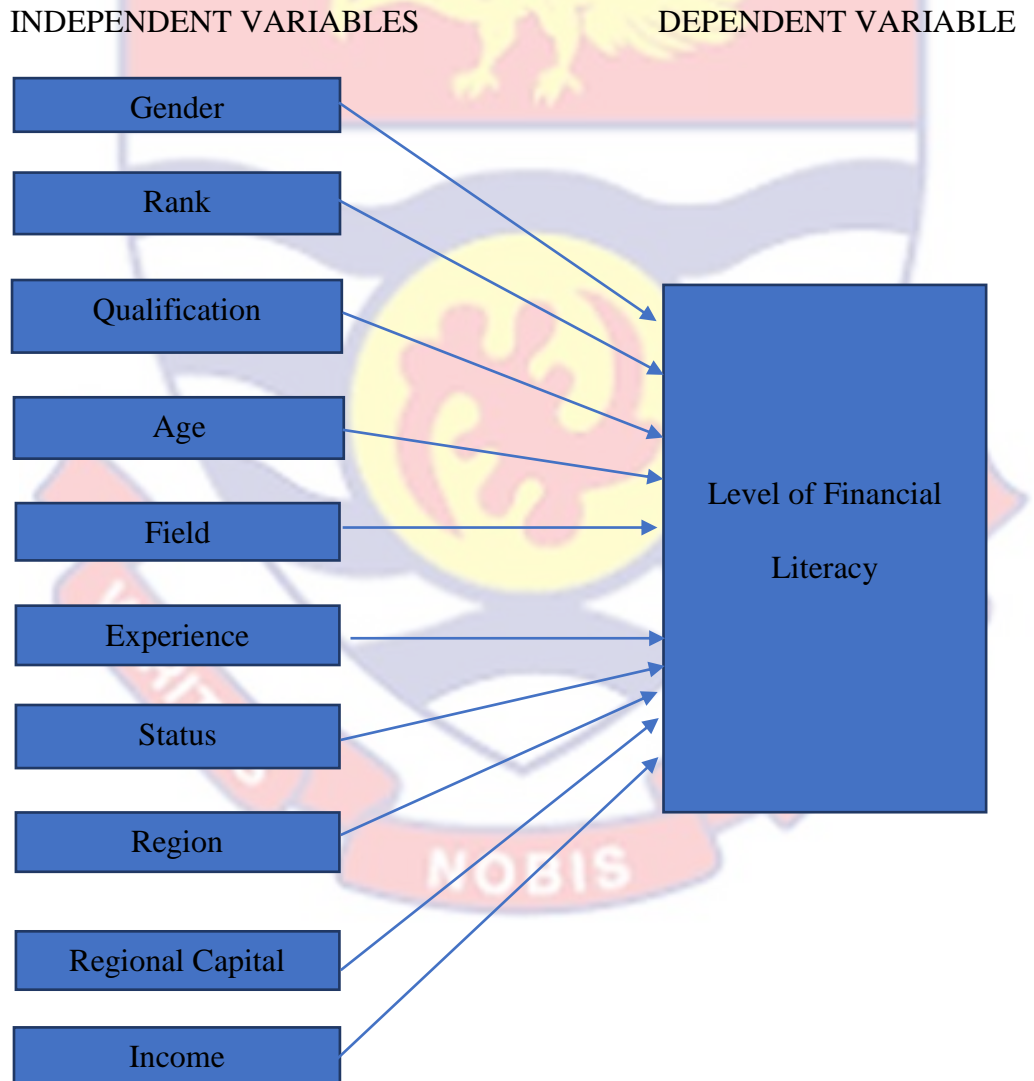 INDEPENDENT VARIABLES DEPENDENT VARIABLE
Gender
Rank
Qualification
Age
Field
Experience
Status
Region
Regional Capital
Income
Level of Financial
Literacy
NOBIS